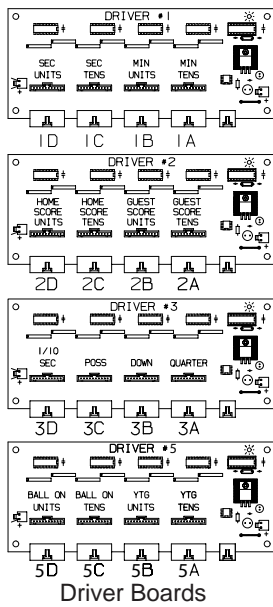 DRIVER #1
SEC UNITS
SEC TENS
MIN UNITS
MIN TENS
1D 1C 1B 1A
DRIVER #2
HOME SCORE UNITS
HOME SCORE TENS
GUEST SCORE UNITS
GUEST SCORE TENS
2D 2C 2B 2A
DRIVER #3
1/10 SEC
POSS
DOWN
QUARTER
3D 3C 3B 3A
DRIVER #5
BALL ON UNITS
BALL ON TENS
YTG UNITS
YTG TENS
5D 5C 5B 5A
Driver Boards